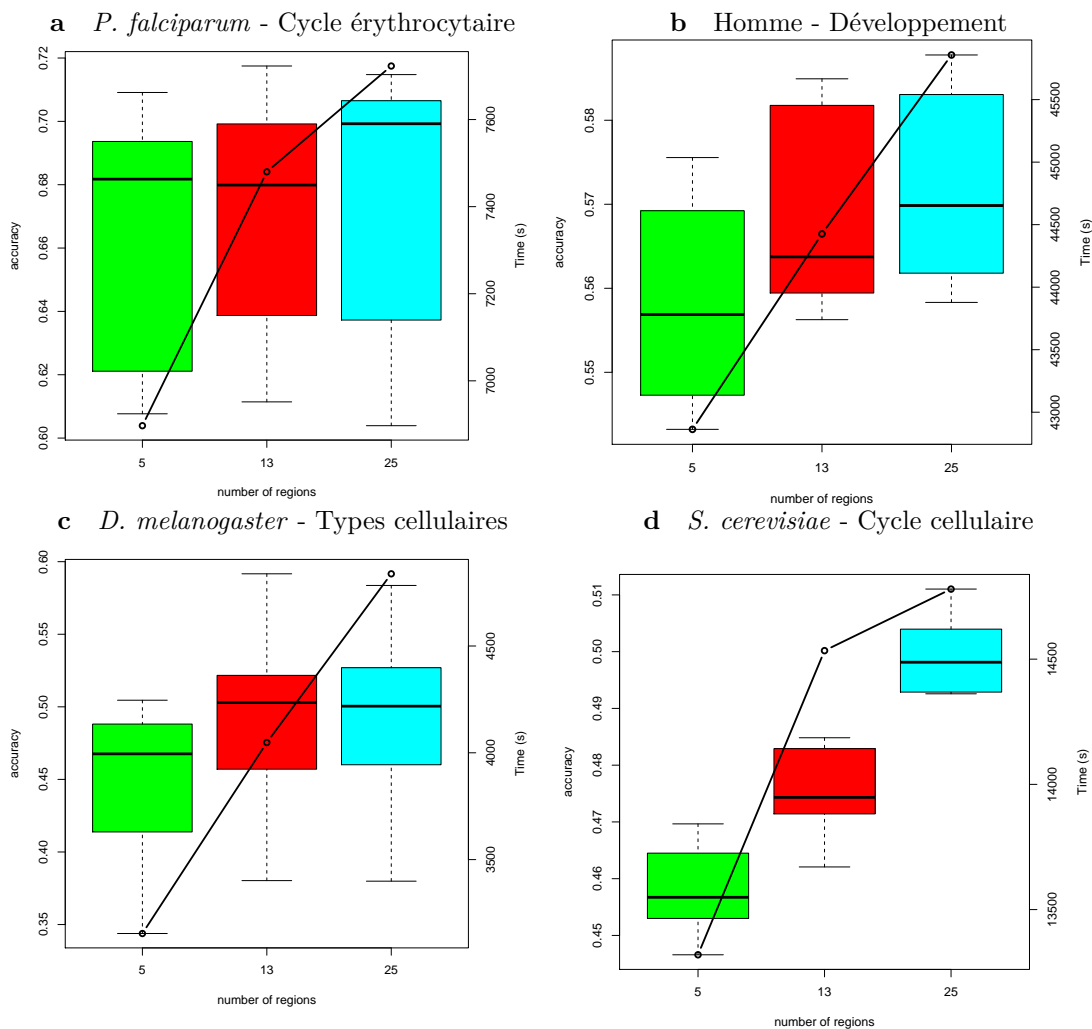 a P. falciparum - Cycle érythrocytaire
0.72
0.70
0.68
0.66
0.64
0.62
0.60
accuracy
7600
7400
7200
7000
Time (s)
5 13 25
number of regions
b Homme - Développement
0.58
0.57
0.56
0.55
accuracy
45500
45000
44500
44000
43500
43000
Time (s)
5 13 25
number of regions
c D. melanogaster - Types cellulaires
0.60
0.55
0.50
0.45
0.40
0.35
accuracy
4500
4000
3500
Time (s)
5 13 25
number of regions
d S. cerevisiae - Cycle cellulaire
0.51
0.50
0.49
0.48
0.47
0.46
0.45
accuracy
14500
14000
13500
Time (s)
5 13 25
number of regions